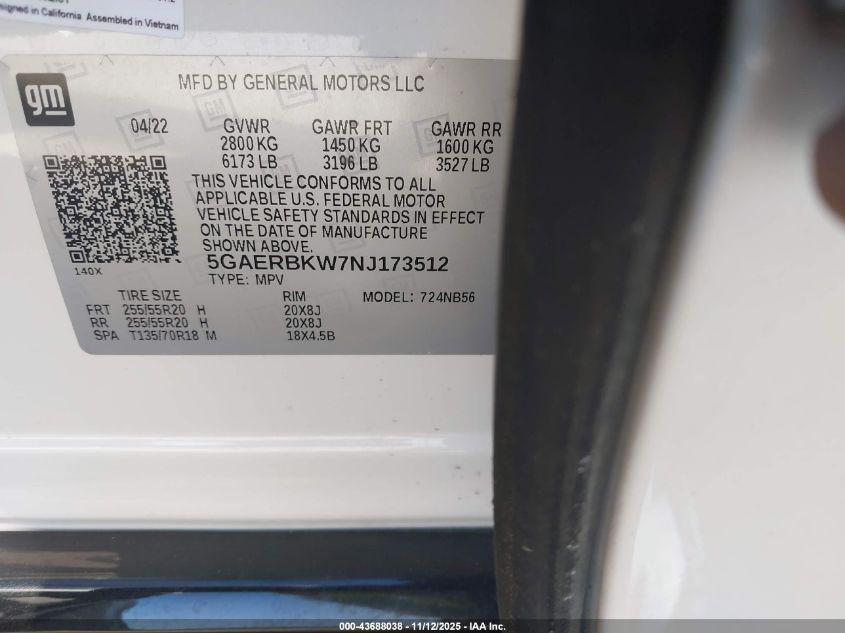 signed in California Assembled in Vietnam
gm
MFD BY GENERAL MOTORS LLC
04/22 GVWR GAWR FRT GAWR RR
2800 KG 1450 KG 1600 KG
6173 LB 3196 LB 3527 LB
THIS VEHICLE CONFORMS TO ALL
APPLICABLE U.S. FEDERAL MOTOR
VEHICLE SAFETY STANDARDS IN EFFECT
ON THE DATE OF MANUFACTURE
SHOWN ABOVE.
140X
5GAERBKW7NJ173512
TYPE: MPV
TIRE SIZE RIM MODEL: 724NB56
FRT 255/55R20 H 20X8J
RR 255/55R20 H 20X8J
SPA T135/70R18 M 18X4.5B
000-43688038 - 11/12/2025 - IAA Inc.